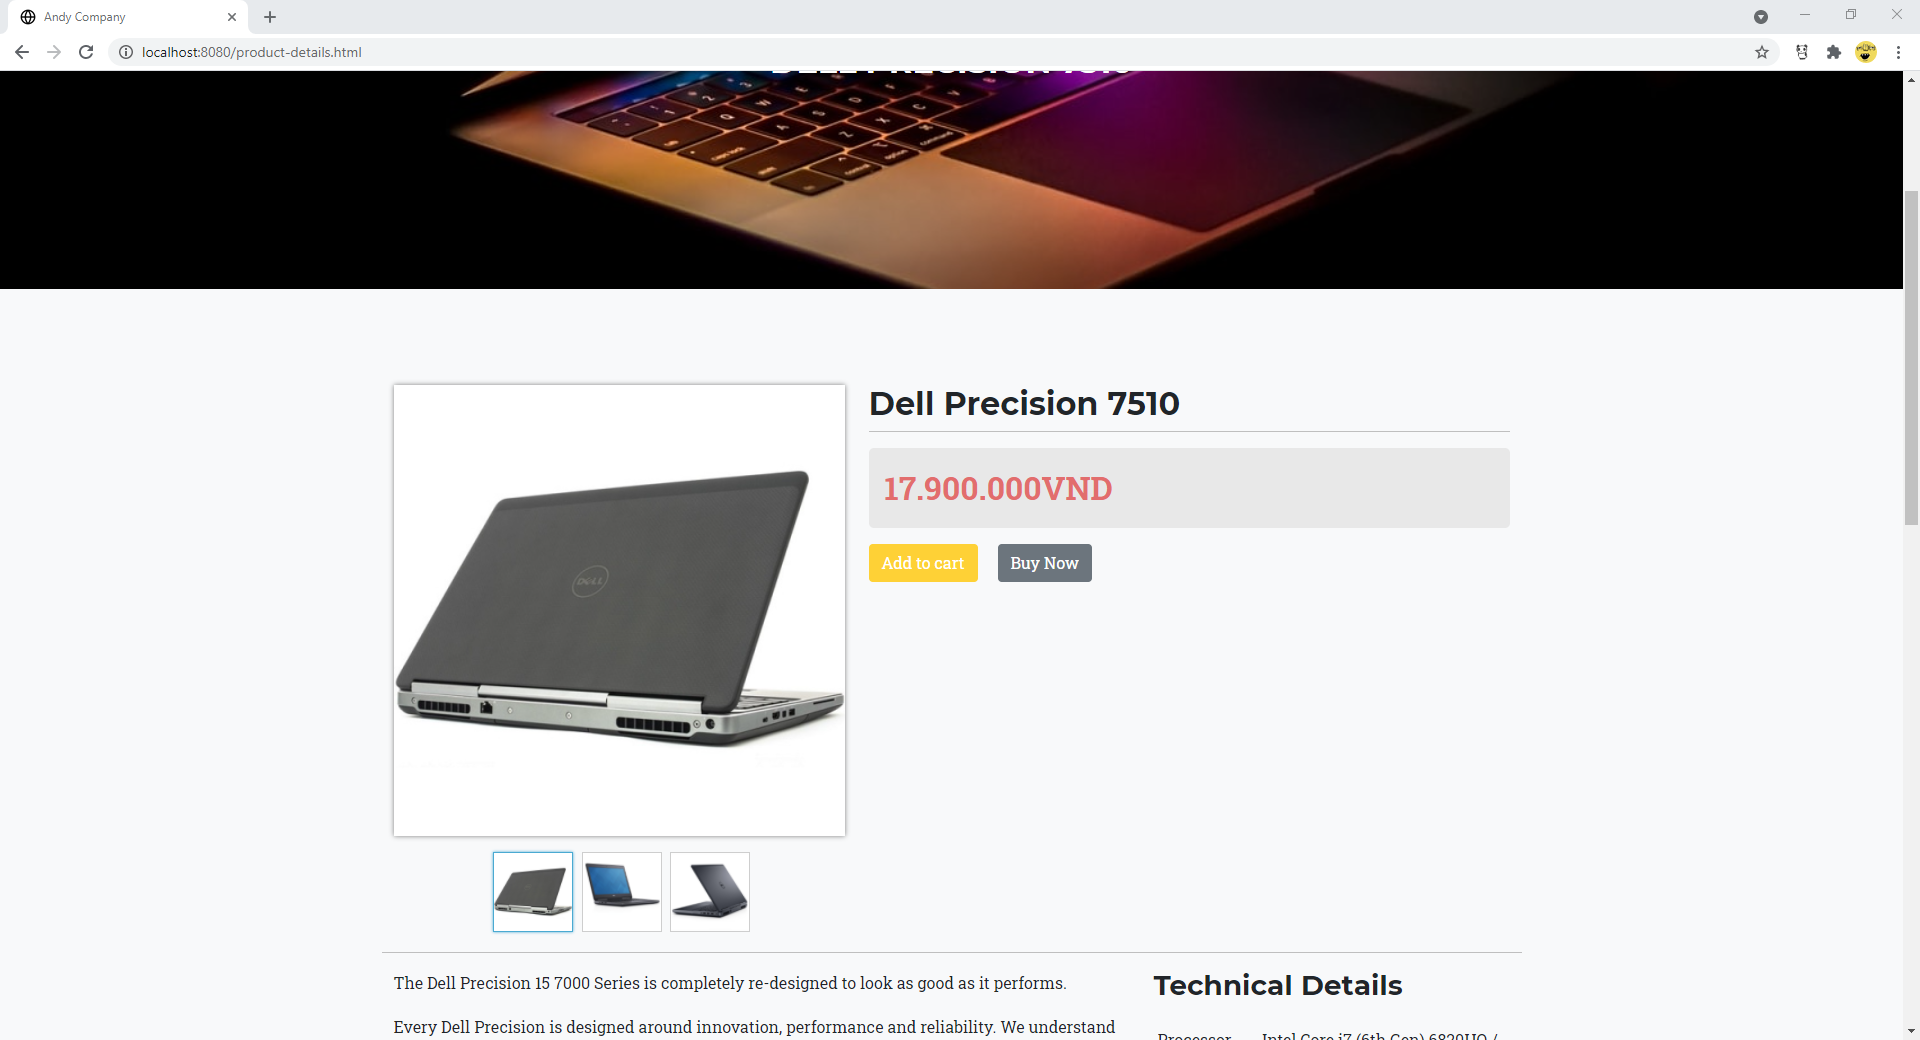 Andy Company
localhost:8080/product-details.html
Dell Precision 7510
17.900.000VND
Add to cart
Buy Now
DELL
The Dell Precision 15 7000 Series is completely re-designed to look as good as it performs.
Technical Details
Every Dell Precision is designed around innovation, performance and reliability. We understand
Processor
Intel Core i7 (6th Gen) 6820HQ /